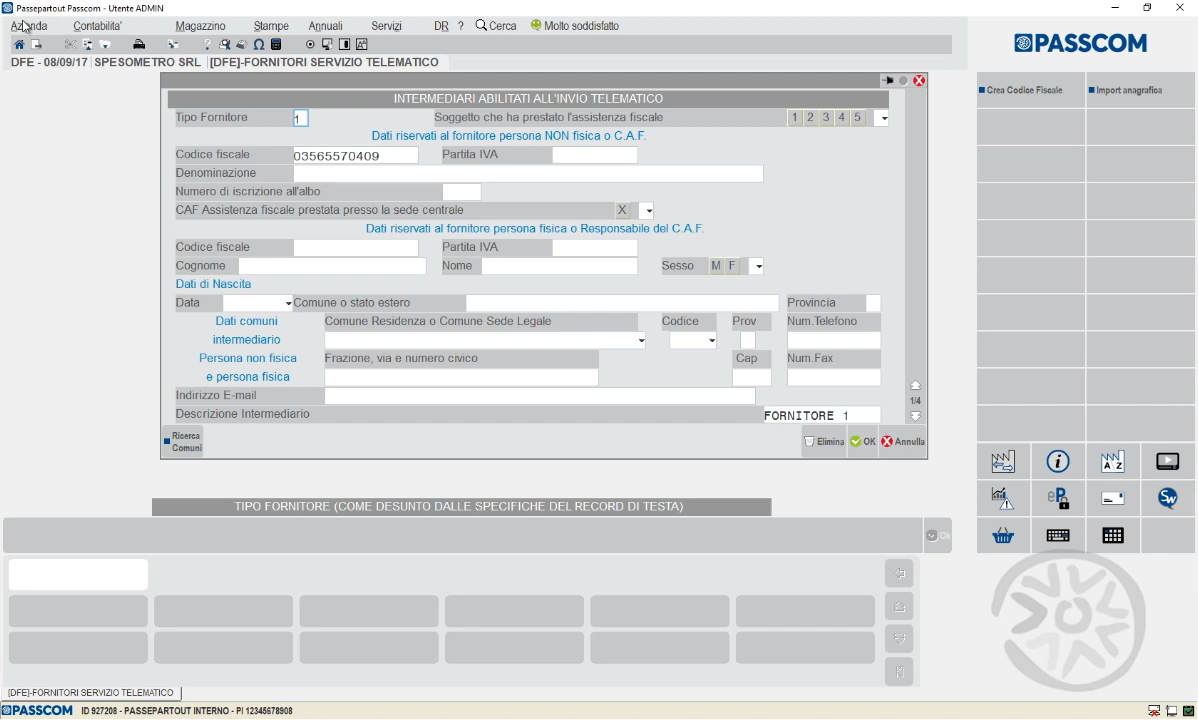 Passepartout Passcom - Utente ADMIN
Azienda Contabilita' Magazzino Stampe Annuali Servizi DR ? Cerca Molto soddisfatto
DFE - 08/09/17 SPESOMETRO SRL [DFE]-FORNITORI SERVIZIO TELEMATICO
PASSCOM
Crea Codice Fiscale Import anagrafica
INTERMEDIARI ABILITATI ALL'INVIO TELEMATICO
Tipo Fornitore 1 Soggetto che ha prestato l'assistenza fiscale 1 2 3 4 5
Dati riservati al fornitore persona NON fisica o C.A.F.
Codice fiscale 03565570409 Partita IVA
Denominazione
Numero di iscrizione all'albo
CAF Assistenza fiscale prestata presso la sede centrale X
Dati riservati al fornitore persona fisica o Responsabile del C.A.F.
Codice fiscale Partita IVA
Cognome Nome Sesso M F
Dati di Nascita
Data Comune o stato estero Provincia
Dati comuni Comune Residenza o Comune Sede Legale Codice Prov Num.Telefono
intermediario
Persona non fisica Frazione, via e numero civico Cap Num.Fax
e persona fisica
Indirizzo E-mail
1/4
Descrizione Intermediario FORNITORE 1
Ricerca
Comuni
Elimina OK Annulla
A Z
eP
Sw
TIPO FORNITORE (COME DESUNTO DALLE SPECIFICHE DEL RECORD DI TESTA)
Ok
[DFE]-FORNITORI SERVIZIO TELEMATICO
PASSCOM ID 927208 - PASSEPARTOUT INTERNO - PI 12345678908